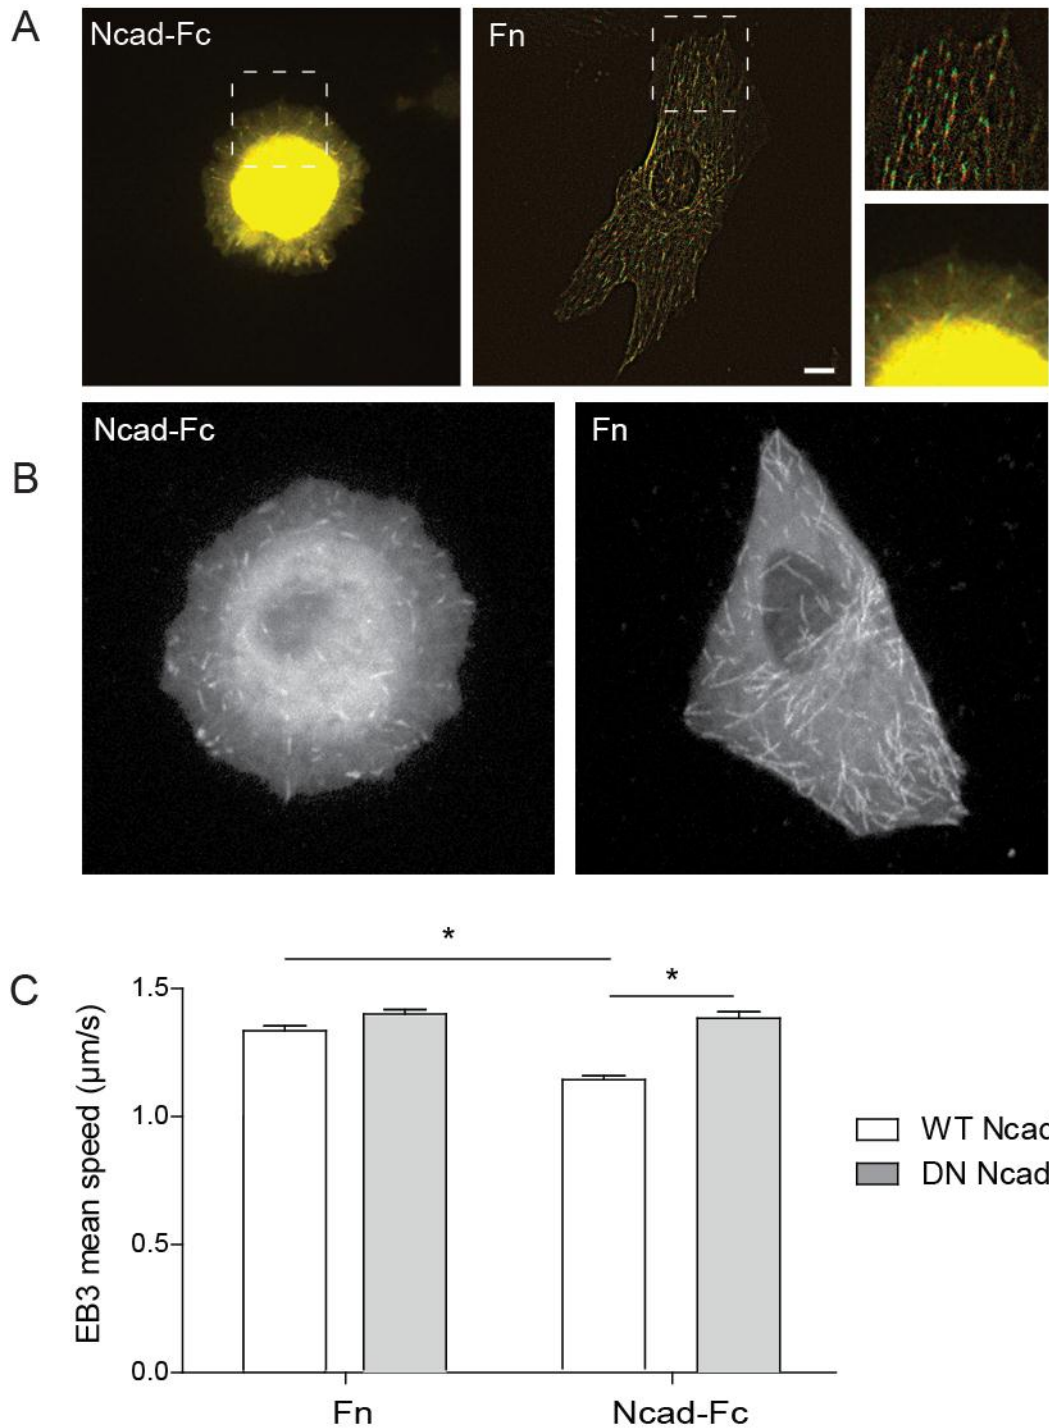 A
Ncad-Fc
Fn
B
Ncad-Fc
Fn
C
*
*
EB3 mean speed (µm/s)
1.5
1.0
0.5
0.0
Fn
Ncad-Fc
WT Ncad
DN Ncad